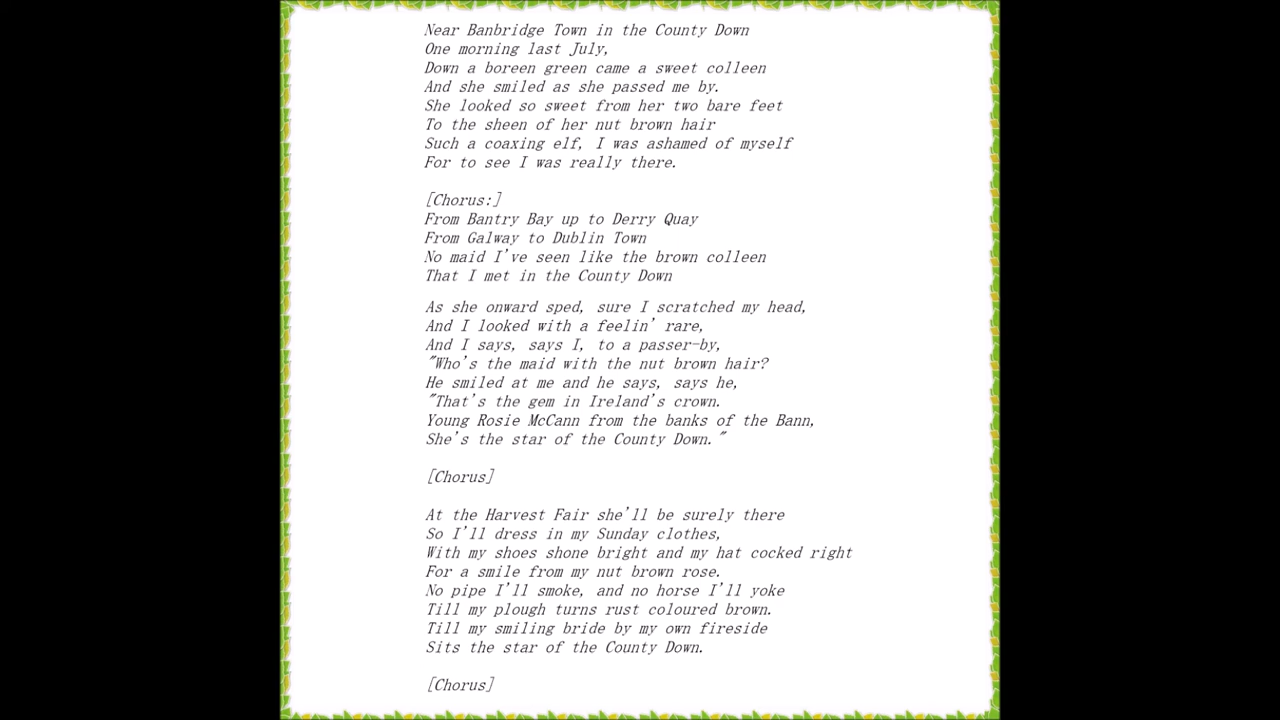 Near Banbridge Town in the County Down
One morning last July,
Down a boreen green came a sweet colleen
And she smiled as she passed me by.
She looked so sweet from her two bare feet
To the sheen of her nut brown hair
Such a coaxing elf, I was ashamed of myself
For to see I was really there.
[Chorus:]
From Bantry Bay up to Derry Quay
From Galway to Dublin Town
No maid I've seen like the brown colleen
That I met in the County Down
As she onward sped, sure I scratched my head,
And I looked with a feelin' rare,
And I says, says I, to a passer-by,
"Who's the maid with the nut brown hair?
He smiled at me and he says, says he,
"That's the gem in Ireland's crown.
Young Rosie McCann from the banks of the Bann,
She's the star of the County Down."
[Chorus]
At the Harvest Fair she'll be surely there
So I'll dress in my Sunday clothes,
With my shoes shone bright and my hat cocked right
For a smile from my nut brown rose.
No pipe I'll smoke, and no horse I'll yoke
Till my plough turns rust coloured brown.
Till my smiling bride by my own fireside
Sits the star of the County Down.
[Chorus]